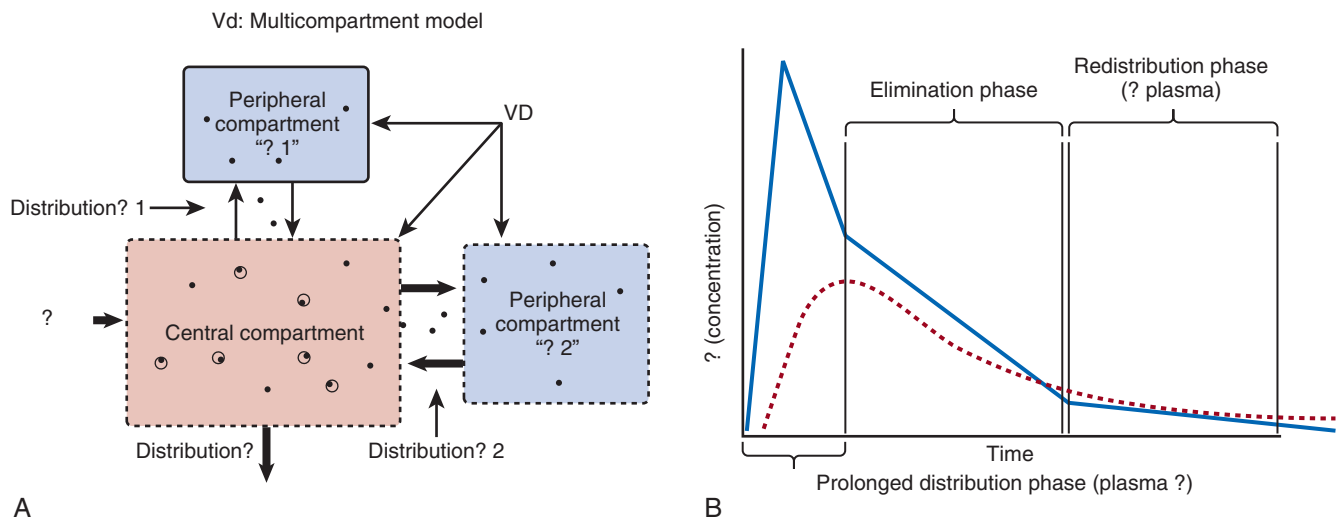 Vd: Multicompartment model
Peripheral
compartment
“? 1”
VD
Distribution? 1
?
Central compartment
Peripheral
compartment
“? 2”
Distribution?
Distribution? 2
A
? (concentration)
Elimination phase
Redistribution phase
(? plasma)
Time
Prolonged distribution phase (plasma ?)
B